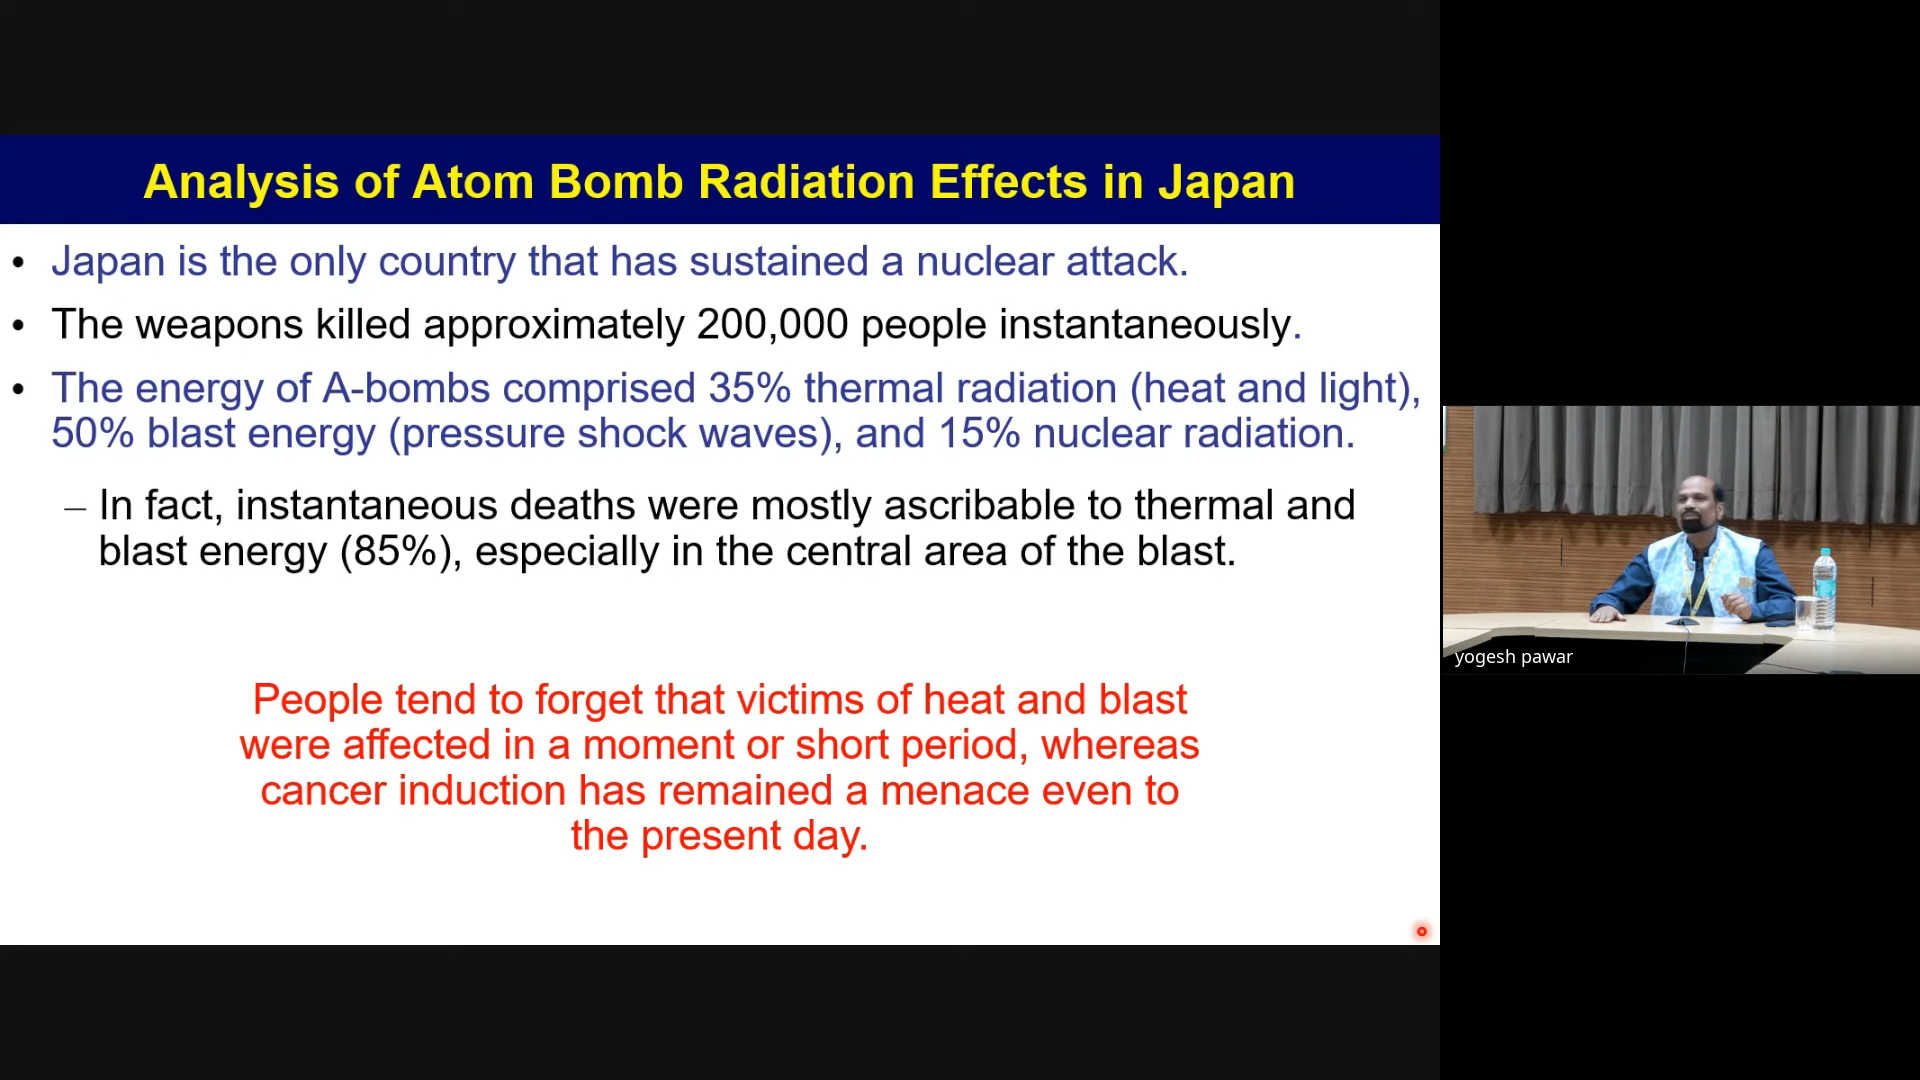 Analysis of Atom Bomb Radiation Effects in Japan
• Japan is the only country that has sustained a nuclear attack.
• The weapons killed approximately 200,000 people instantaneously.
• The energy of A-bombs comprised 35% thermal radiation (heat and light),
50% blast energy (pressure shock waves), and 15% nuclear radiation.
– In fact, instantaneous deaths were mostly ascribable to thermal and
blast energy (85%), especially in the central area of the blast.
People tend to forget that victims of heat and blast
were affected in a moment or short period, whereas
cancer induction has remained a menace even to
the present day.
yogesh pawar